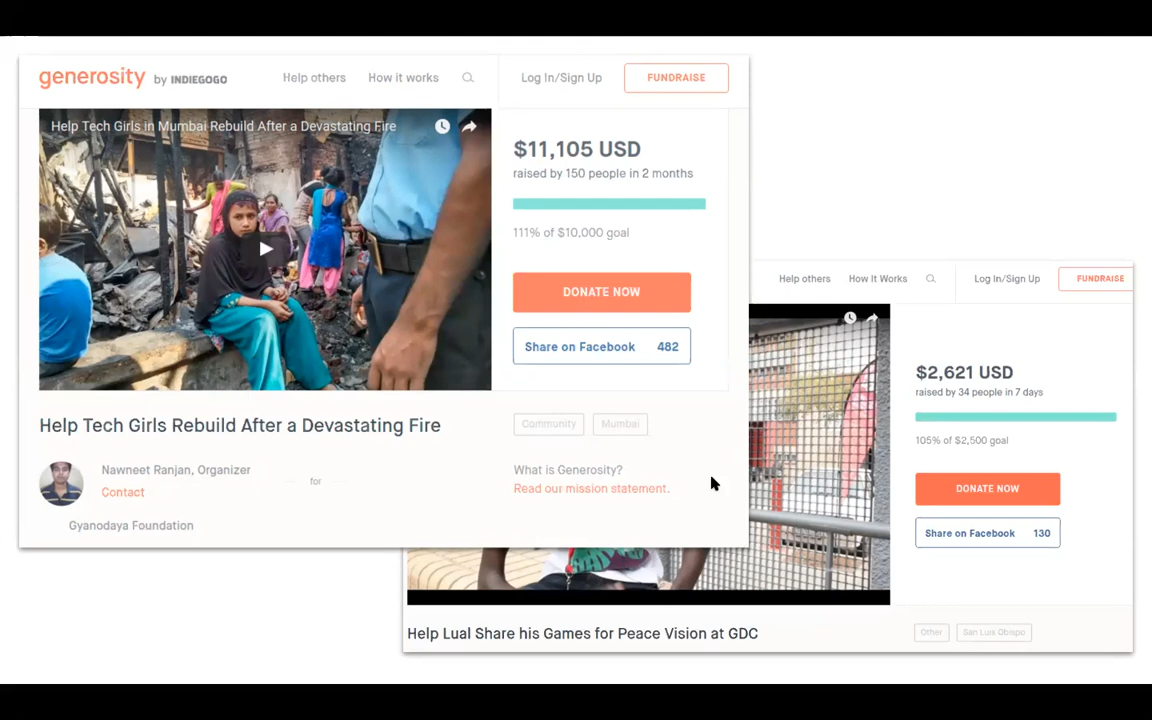 generosity by INDIEGOGO
Help others
How it works
Log In/Sign Up
FUNDRAISE
Help Tech Girls in Mumbai Rebuild After a Devastating Fire
$11,105 USD
raised by 150 people in 2 months
111% of $10,000 goal
DONATE NOW
Share on Facebook 482
Help Tech Girls Rebuild After a Devastating Fire
Community
Mumbai
Nawneet Ranjan, Organizer
Contact
for
Gyanodaya Foundation
What is Generosity?
Read our mission statement.
Help others
How It Works
Log In/Sign Up
FUNDRAISE
$2,621 USD
raised by 34 people in 7 days
105% of $2,500 goal
DONATE NOW
Share on Facebook 130
Help Lual Share his Games for Peace Vision at GDC
Other
San Luis Obispo